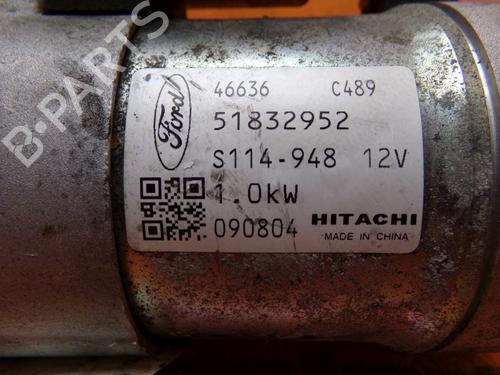 B-PARTS
Ford
46636 C489
51832952
S114-948 12V
1.0kW
090804 HITACHI
MADE IN CHINA